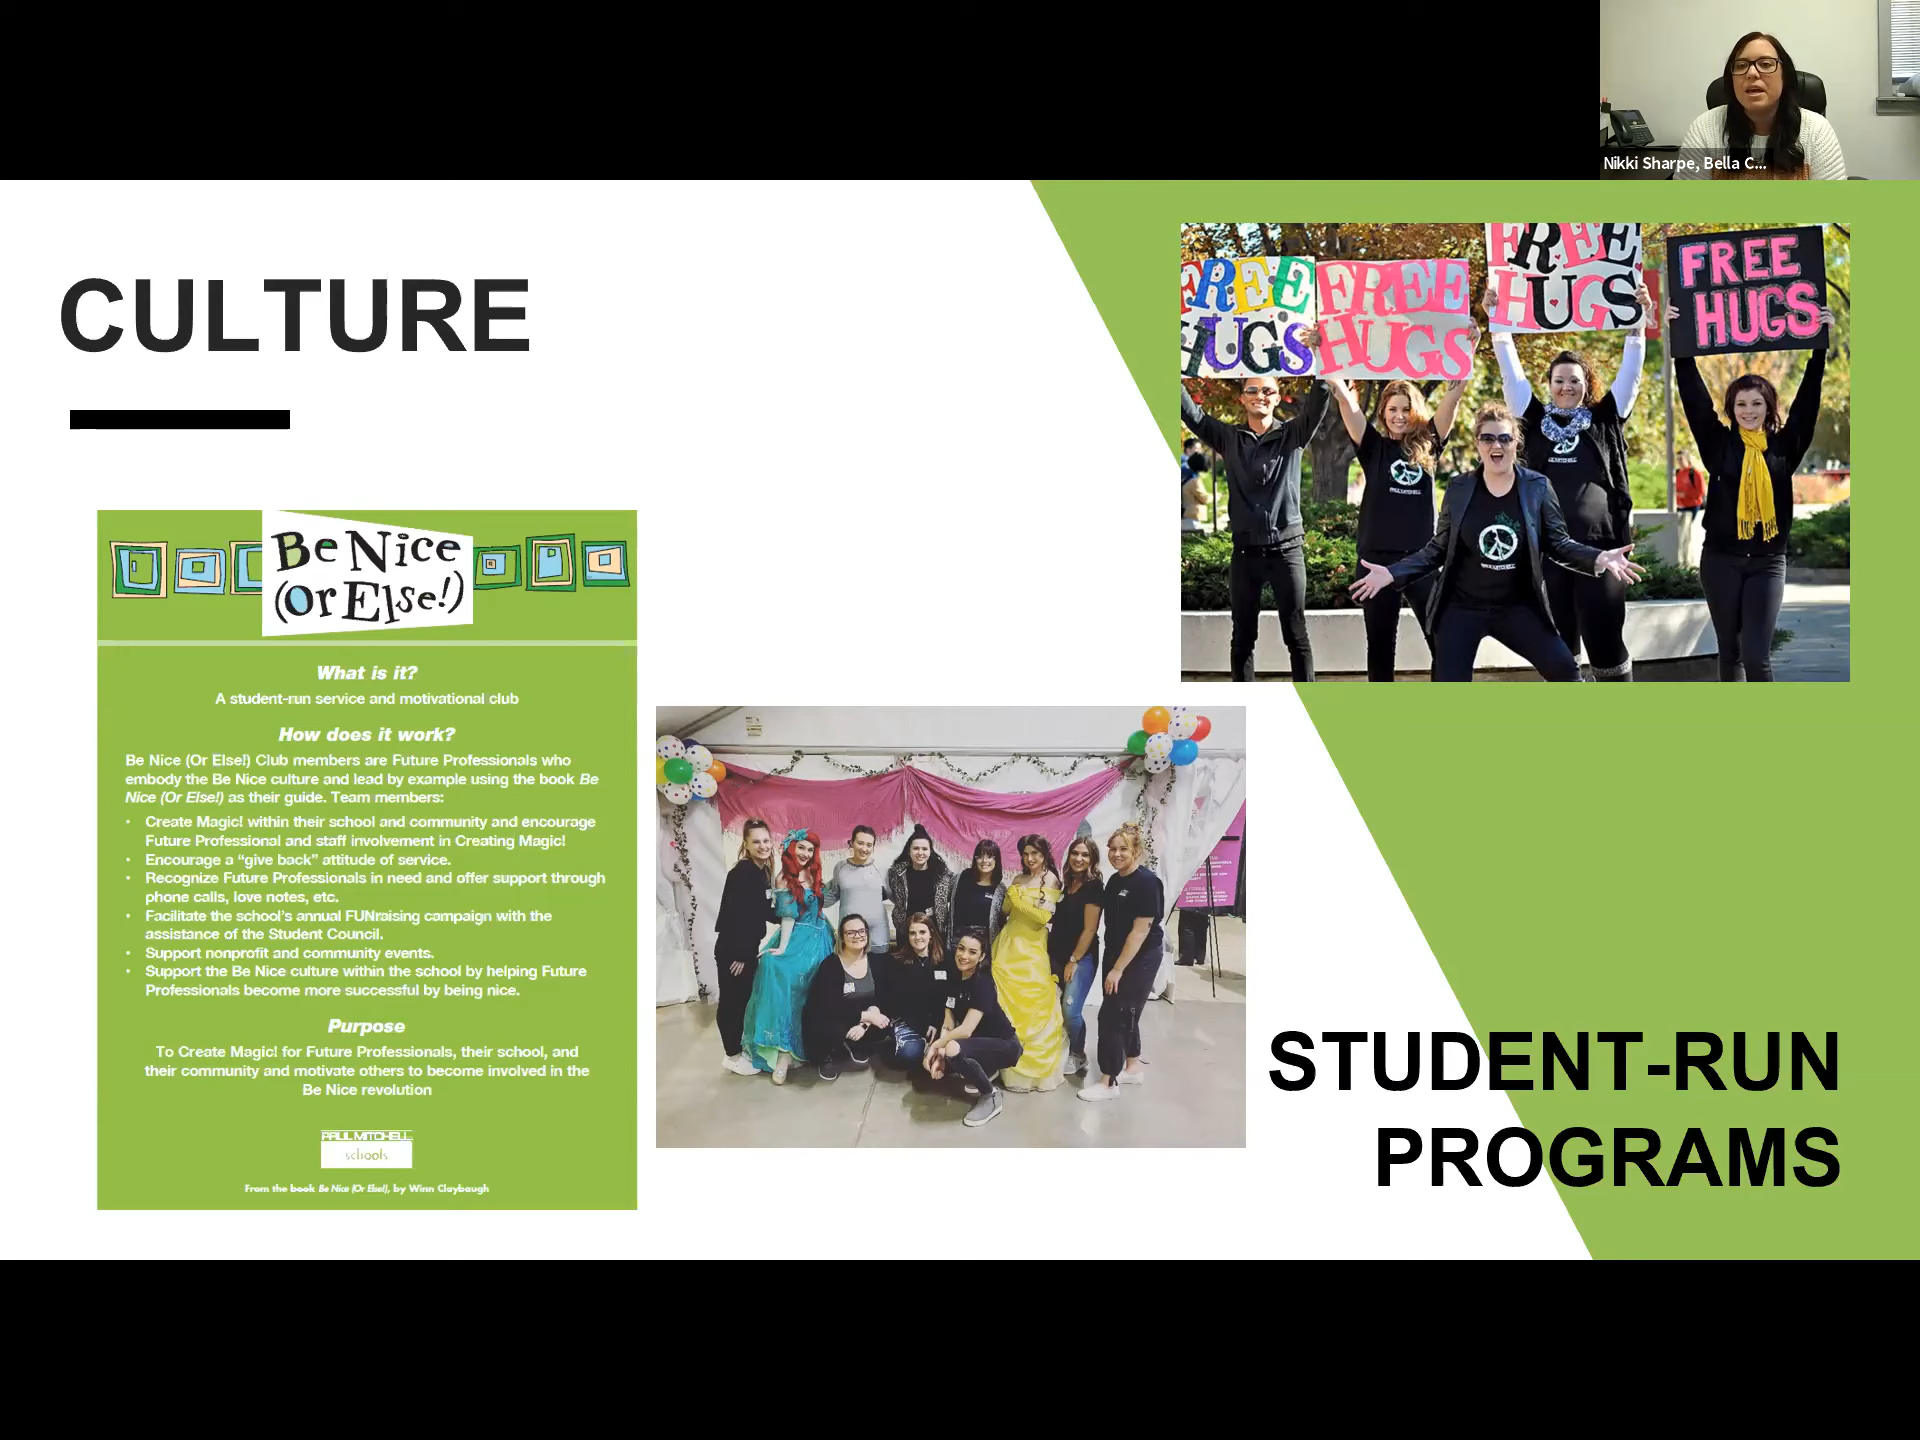 Nikki Sharpe, Bella C...
CULTURE
FREE HUGS
FREE HUGS
FREE HUGS
FREE HUGS
Be Nice
(Or Else!)
What is it?
A student-run service and motivational club
How does it work?
Be Nice (Or Else!) Club members are Future Professionals who
embody the Be Nice culture and lead by example using the book Be
Nice (Or Else!) as their guide. Team members:
• Create Magic! within their school and community and encourage
Future Professional and staff involvement in Creating Magic!
• Encourage a “give back” attitude of service.
• Recognize Future Professionals in need and offer support through
phone calls, love notes, etc.
• Facilitate the school’s annual FUNraising campaign with the
assistance of the Student Council.
• Support nonprofit and community events.
• Support the Be Nice culture within the school by helping Future
Professionals become more successful by being nice.
Purpose
To Create Magic! for Future Professionals, their school, and
their community and motivate others to become involved in the
Be Nice revolution
PAUL MITCHELL
schools
From the book Be Nice (Or Else!), by Winn Claybaugh
STUDENT-RUN
PROGRAMS